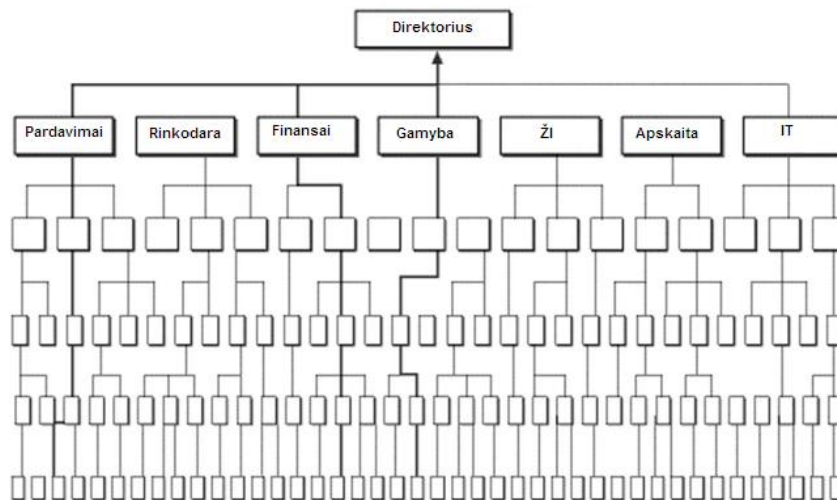 Direktorius
Pardavimai
Rinkodara
Finansai
Gamyba
ŽI
Apskaita
IT